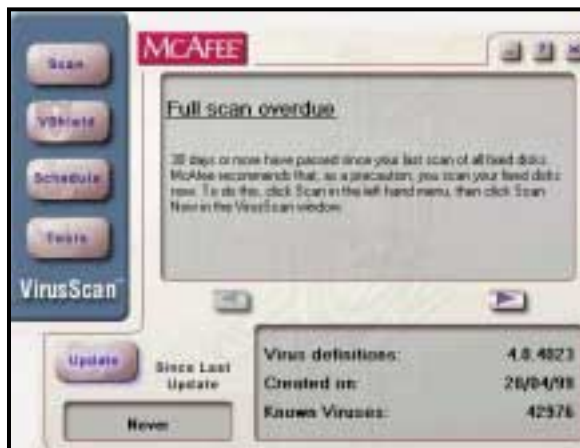 McAFEE
Scan
VShield
Schedule
Tools
VirusScan
Full scan overdue
30 days or more have passed since your last scan of all fixed disks.
McAfee recommends that, as a precaution, you scan your fixed disks
now. To do this, click Scan in the left hand menu, then click Scan
Now in the VirusScan window.
Update
Since Last
Update
Never
Virus definitions: 4.0.4023
Created on: 28/04/99
Known Viruses: 42976